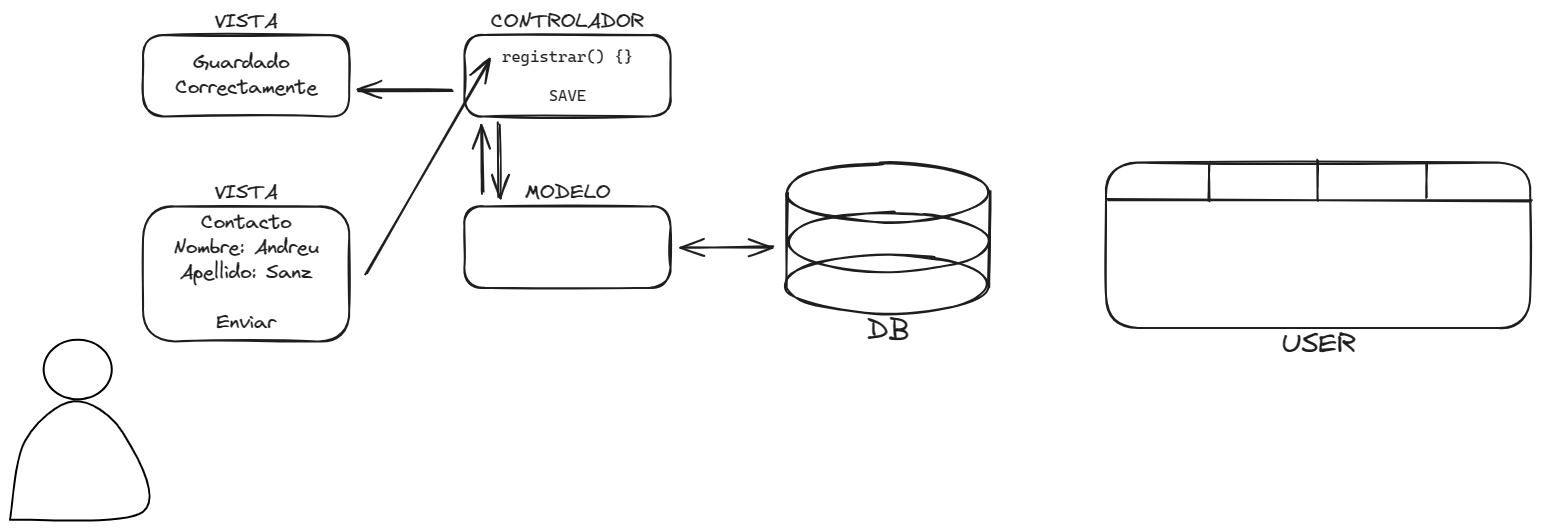 VISTA
Guardado
Correctamente
CONTROLADOR
registrar() {}
SAVE
VISTA
Contacto
Nombre: Andreu
Apellido: Sanz
Enviar
MODELO
DB
USER